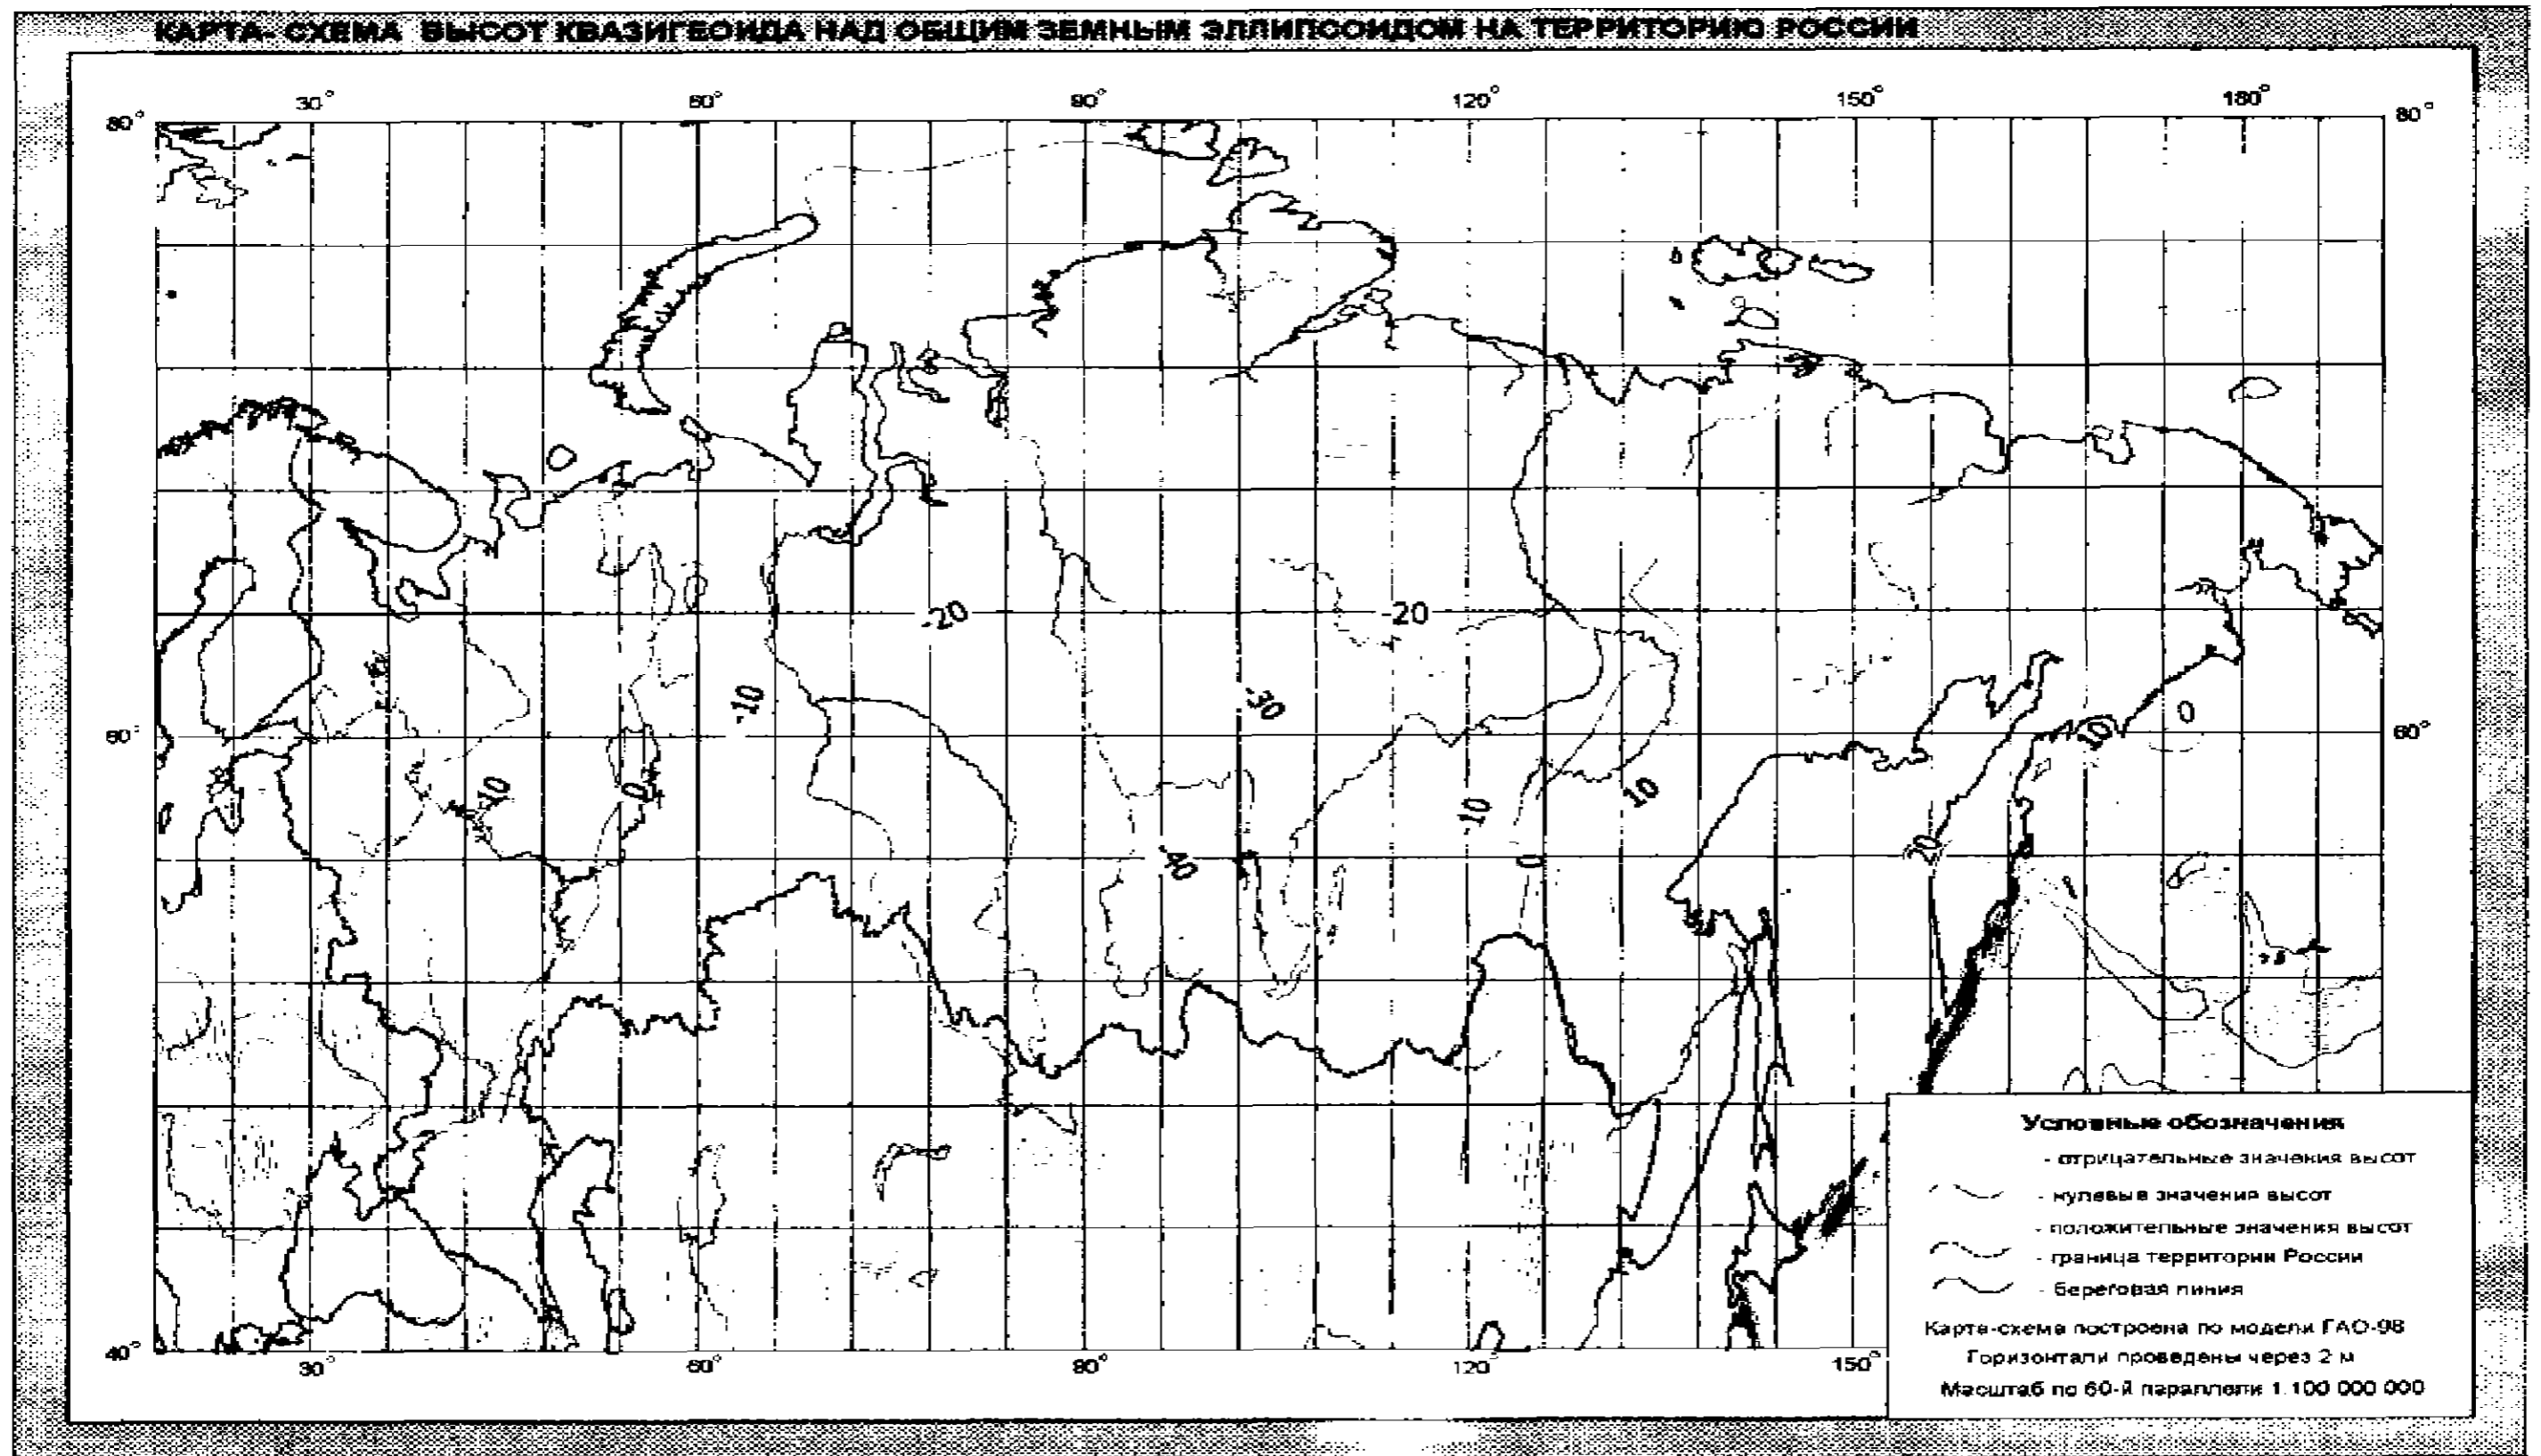 КАРТА- СХЕМА ВЫСОТ КВАЗИГЕОИДА НАД ОБЩИМ ЗЕМНЫМ ЭЛЛИПСОИДОМ НА ТЕРРИТОРИЮ РОССИИ
30° 60° 90° 120° 150° 180°
80° 80°
-20 -20
-10 -30
60° 0 60°
10
-10 0 10
-10
-40 0 20
Условные обозначения
- отрицательные значения высот
- нулевые значения высот
- положительные значения высот
- граница территории России
- береговая линия
Карта-схема построена по модели ГАО-98
Горизонтали проведены через 2 м
Масштаб по 60-й параллели 1:100 000 000
40°
30° 60° 90° 120° 150°